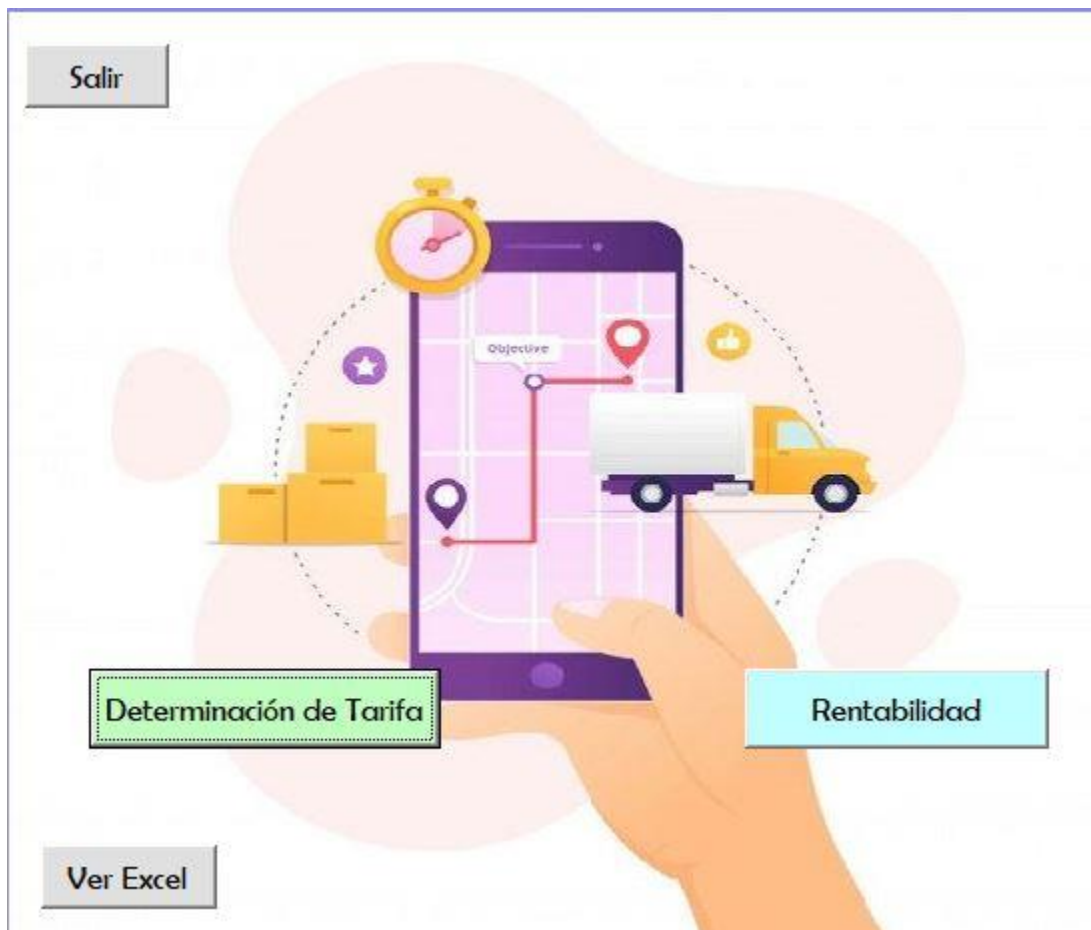 Salir
Objective
Determinación de Tarifa
Rentabilidad
Ver Excel